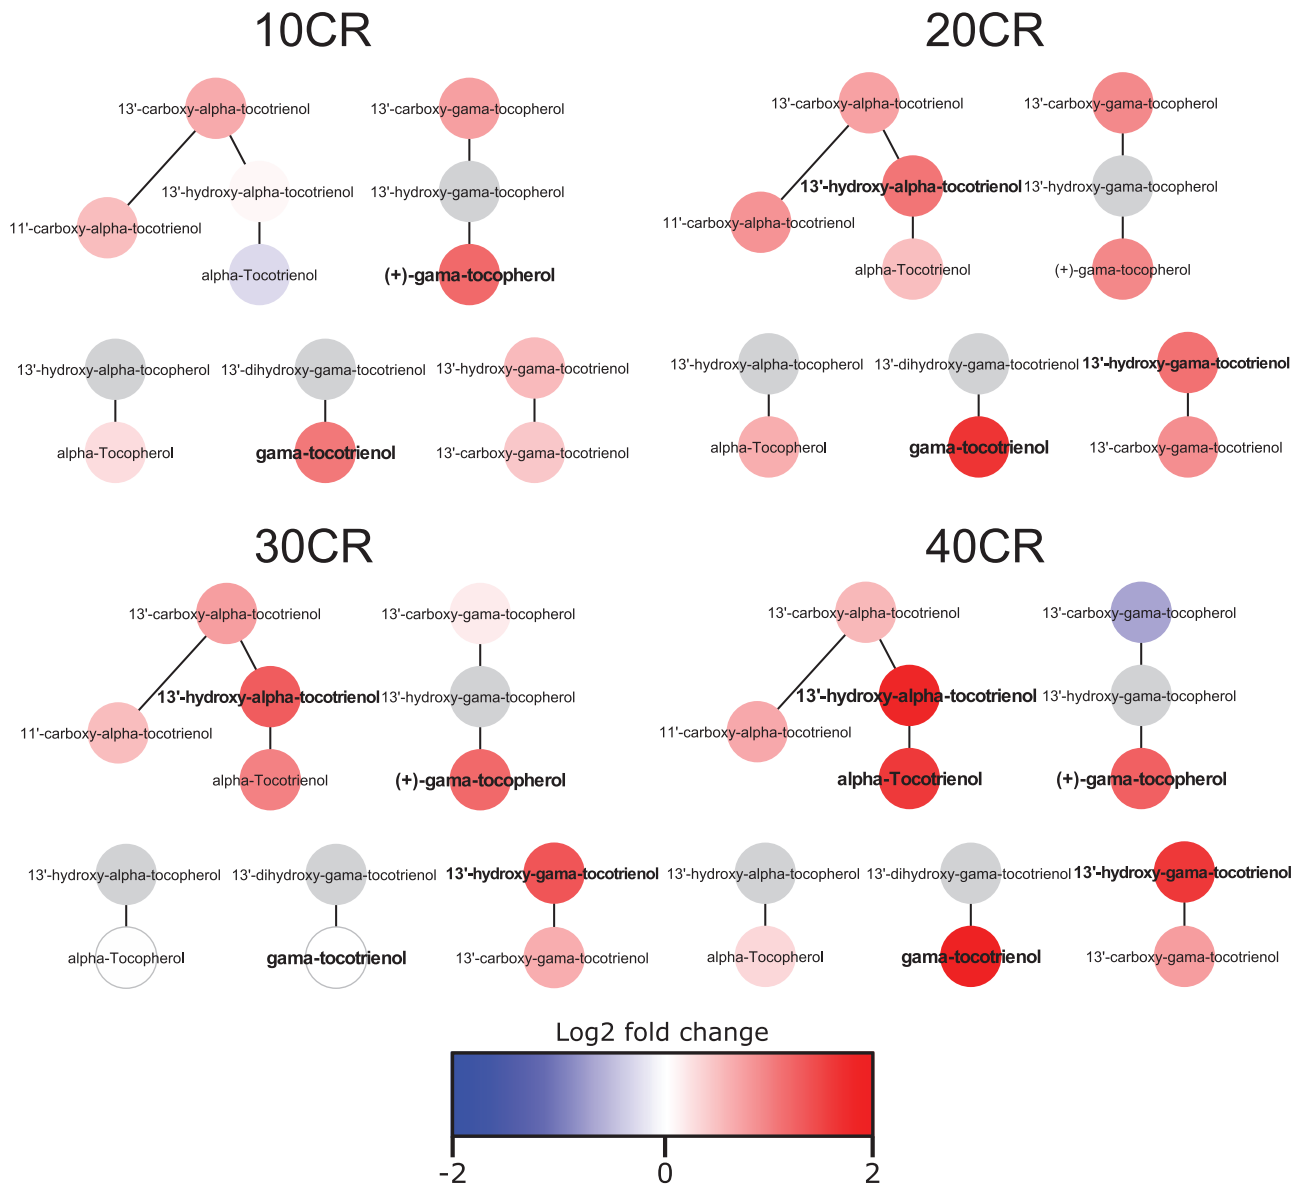 10CR
13'-carboxy-alpha-tocotrienol
13'-carboxy-gama-tocopherol
13'-hydroxy-alpha-tocotrienol
13'-hydroxy-gama-tocopherol
11'-carboxy-alpha-tocotrienol
alpha-Tocotrienol
(+)-gama-tocopherol
13'-hydroxy-alpha-tocopherol
13'-dihydroxy-gama-tocotrienol
13'-hydroxy-gama-tocotrienol
alpha-Tocopherol
gama-tocotrienol
13'-carboxy-gama-tocotrienol
20CR
13'-carboxy-alpha-tocotrienol
13'-carboxy-gama-tocopherol
13'-hydroxy-alpha-tocotrienol
13'-hydroxy-gama-tocopherol
11'-carboxy-alpha-tocotrienol
alpha-Tocotrienol
(+)-gama-tocopherol
13'-hydroxy-alpha-tocopherol
13'-dihydroxy-gama-tocotrienol
13'-hydroxy-gama-tocotrienol
alpha-Tocopherol
gama-tocotrienol
13'-carboxy-gama-tocotrienol
30CR
13'-carboxy-alpha-tocotrienol
13'-carboxy-gama-tocopherol
13'-hydroxy-alpha-tocotrienol
13'-hydroxy-gama-tocopherol
11'-carboxy-alpha-tocotrienol
alpha-Tocotrienol
(+)-gama-tocopherol
13'-hydroxy-alpha-tocopherol
13'-dihydroxy-gama-tocotrienol
13'-hydroxy-gama-tocotrienol
alpha-Tocopherol
gama-tocotrienol
13'-carboxy-gama-tocotrienol
40CR
13'-carboxy-alpha-tocotrienol
13'-carboxy-gama-tocopherol
13'-hydroxy-alpha-tocotrienol
13'-hydroxy-gama-tocopherol
11'-carboxy-alpha-tocotrienol
alpha-Tocotrienol
(+)-gama-tocopherol
13'-hydroxy-alpha-tocopherol
13'-dihydroxy-gama-tocotrienol
13'-hydroxy-gama-tocotrienol
alpha-Tocopherol
gama-tocotrienol
13'-carboxy-gama-tocotrienol
Log2 fold change
-2
0
2